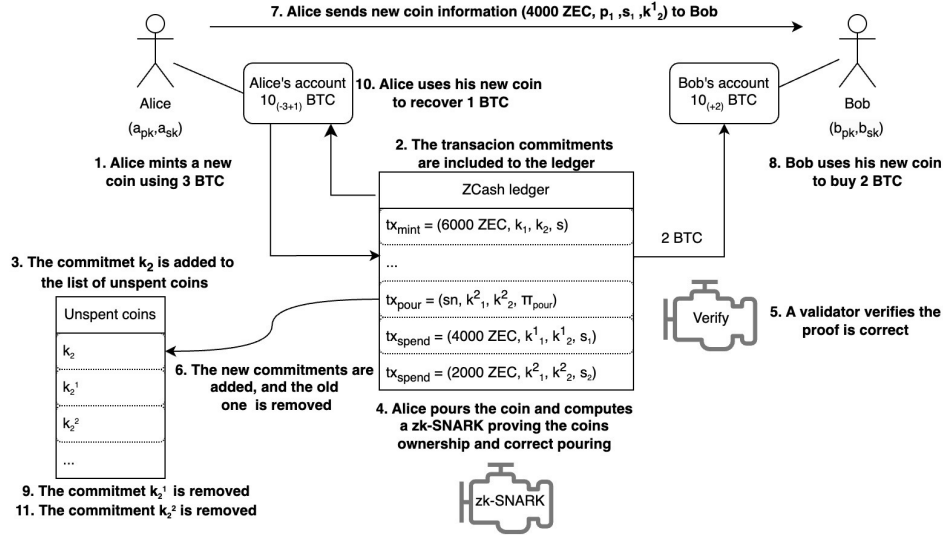 7. Alice sends new coin information (4000 ZEC, p₁ ,s₁ ,k¹₂) to Bob
Alice
(aₚₖ,aₛₖ)
Alice's account
10₍₋₃₊₁₎ BTC
10. Alice uses his new coin
to recover 1 BTC
Bob's account
10₍₊₂₎ BTC
Bob
(bₚₖ,bₛₖ)
1. Alice mints a new
coin using 3 BTC
2. The transacion commitments
are included to the ledger
8. Bob uses his new coin
to buy 2 BTC
ZCash ledger
txₘᵢₙₜ = (6000 ZEC, k₁, k₂, s)
...
txₚₒᵤᵣ = (sn, k²₁, k²₂, πₚₒᵤᵣ)
txₛₚₑₙ𝒹 = (4000 ZEC, k¹₁, k¹₂, s₁)
txₛₚₑₙ𝒹 = (2000 ZEC, k²₁, k²₂, s₂)
2 BTC
3. The commitmet k₂ is added to
the list of unspent coins
Unspent coins
k₂
k₂¹
k₂²
...
Verify
5. A validator verifies the
proof is correct
6. The new commitments are
added, and the old
one is removed
4. Alice pours the coin and computes
a zk-SNARK proving the coins
ownership and correct pouring
zk-SNARK
9. The commitmet k₂¹ is removed
11. The commitment k₂² is removed